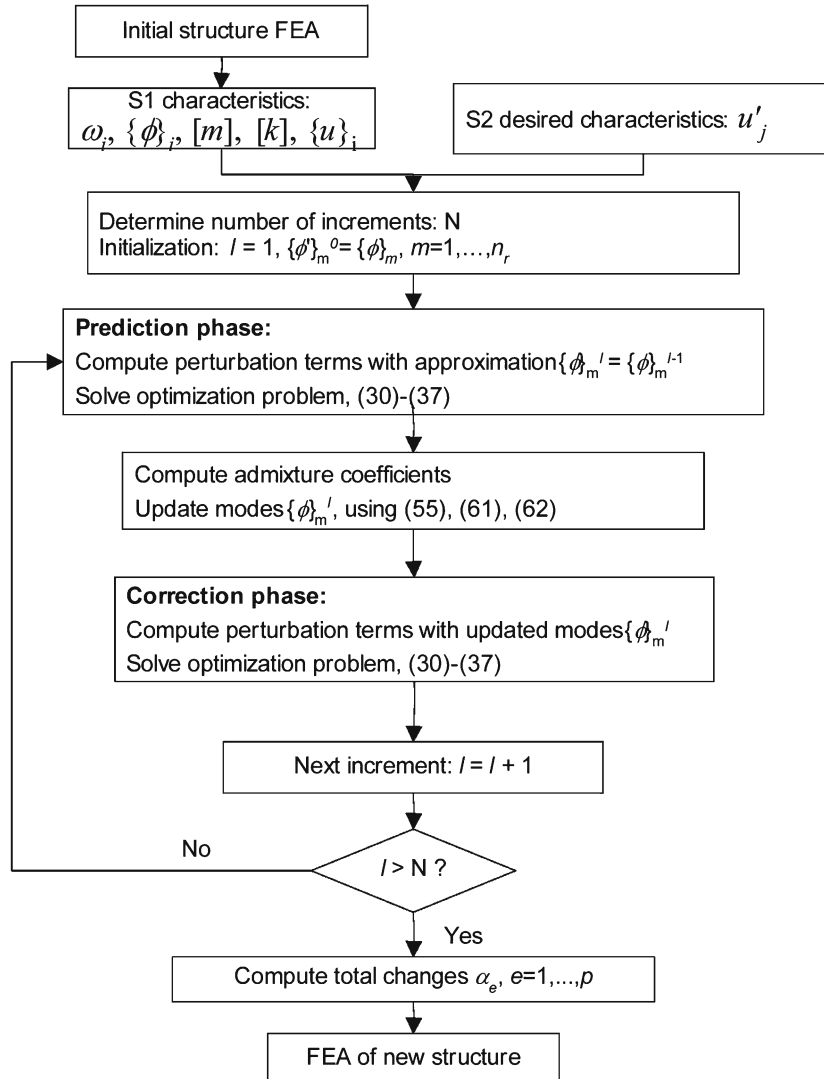 Initial structure FEA
S1 characteristics:
ωᵢ, {ϕ}ᵢ, [m], [k], {u}ᵢ
S2 desired characteristics: u′ⱼ
Determine number of increments: N
Initialization: l = 1, {ϕ'}ₘ⁰= {ϕ}ₘ, m=1,…,nᵣ
Prediction phase:
Compute perturbation terms with approximation{ϕ}ₘˡ = {ϕ}ₘˡ⁻¹
Solve optimization problem, (30)-(37)
Compute admixture coefficients
Update modes{ϕ}ₘˡ, using (55), (61), (62)
Correction phase:
Compute perturbation terms with updated modes{ϕ}ₘˡ
Solve optimization problem, (30)-(37)
Next increment: l = l + 1
No
l > N ?
Yes
Compute total changes αₑ, e=1,...,p
FEA of new structure